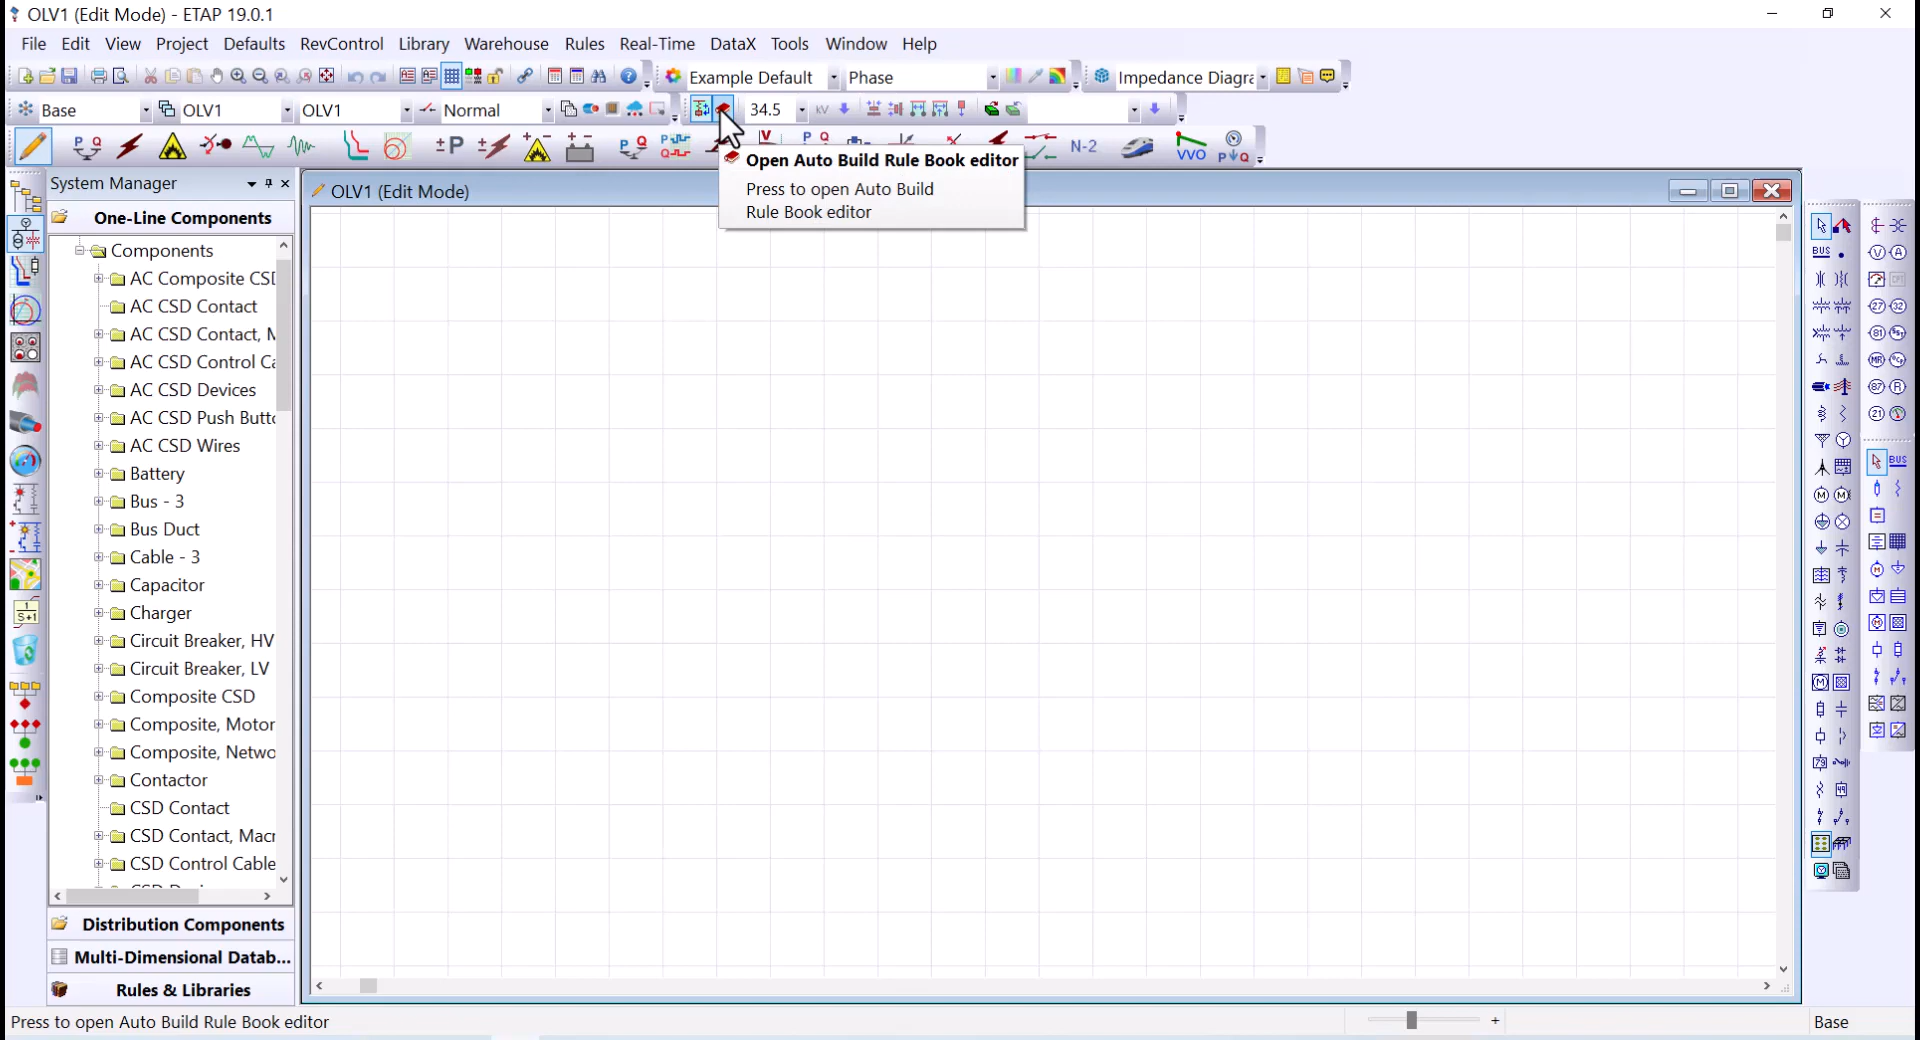 OLV1 (Edit Mode) - ETAP 19.0.1
File Edit View Project Defaults RevControl Library Warehouse Rules Real-Time DataX Tools Window Help
Example Default Phase Impedance Diagra
Base OLV1 OLV1 Normal 34.5 kV
N-2 VVO
System Manager
OLV1 (Edit Mode)
Open Auto Build Rule Book editor
Press to open Auto Build
Rule Book editor
One-Line Components
Components
AC Composite CSD
AC CSD Contact
AC CSD Contact, M
AC CSD Control Ca
AC CSD Devices
AC CSD Push Butto
AC CSD Wires
Battery
Bus - 3
Bus Duct
Cable - 3
Capacitor
Charger
Circuit Breaker, HV
Circuit Breaker, LV
Composite CSD
Composite, Motor
Composite, Netwo
Contactor
CSD Contact
CSD Contact, Macr
CSD Control Cable
Distribution Components
Multi-Dimensional Datab...
Rules & Libraries
Press to open Auto Build Rule Book editor
Base